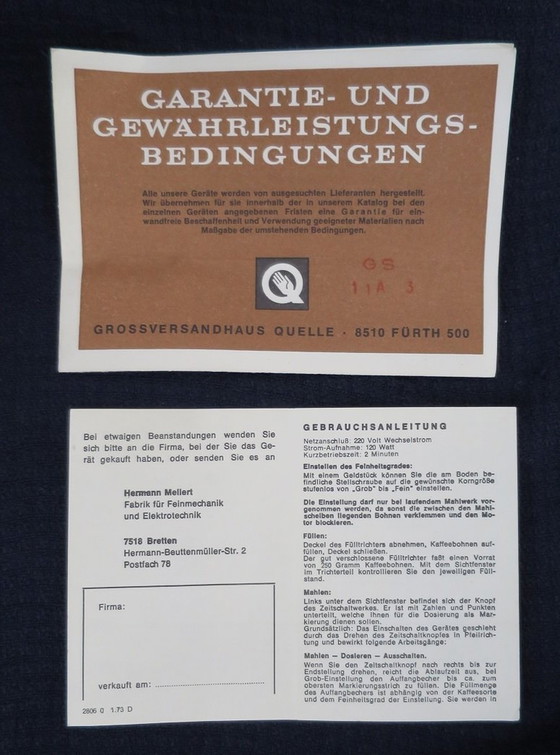 GARANTIE- UND
GEWÄHRLEISTUNGS-
BEDINGUNGEN
Alle unsere Geräte werden von ausgesuchten Lieferanten hergestellt.
Wir übernehmen für sie innerhalb der in unserem Katalog bei den
einzelnen Geräten angegebenen Fristen eine Garantie für ein-
wandfreie Beschaffenheit und Verwendung geeigneter Materialien nach
Maßgabe der umstehenden Bedingungen.
Q
GS
11A 3
GROSSVERSANDHAUS QUELLE · 8510 FÜRTH 500
Bei etwaigen Beanstandungen wenden Sie
sich bitte an die Firma, bei der Sie das Ge-
rät gekauft haben, oder senden Sie es an
Hermann Mellert
Fabrik für Feinmechanik
und Elektrotechnik
7518 Bretten
Hermann-Beuttenmüller-Str. 2
Postfach 78
Firma:
verkauft am:
2806 0 1.73 D
GEBRAUCHSANLEITUNG
Netzanschluß: 220 Volt Wechselstrom
Strom-Aufnahme: 120 Watt
Kurzbetriebszeit: 2 Minuten
Einstellen des Feinheitsgrades:
Mit einem Geldstück können Sie die am Boden be-
findliche Stellschraube auf die gewünschte Korngröße
stufenlos von „Grob" bis „Fein" einstellen.
Die Einstellung darf nur bei laufendem Mahlwerk vor-
genommen werden, da sonst die zwischen den Mahl-
scheiben liegenden Bohnen verklemmen und den Mo-
tor blockieren.
Füllen:
Deckel des Fülltrichters abnehmen, Kaffeebohnen auf-
füllen, Deckel schließen.
Der gut verschlossene Fülltrichter faßt einen Vorrat
von 250 Gramm Kaffeebohnen. Mit dem Sichtfenster
im Trichterteil kontrollieren Sie den jeweiligen Füll-
stand.
Mahlen:
Links unter dem Sichtfenster befindet sich der Knopf
des Zeitschaltwerkes. Er ist mit Zahlen und Punkten
unterteilt, welche Ihnen für die Dosierung als Mar-
kierung dienen sollen.
Grundsätzlich: Das Einschalten des Gerätes geschieht
durch das Drehen des Zeitschaltknopfes in Pfeilrich-
tung und bewirkt folgende Arbeitsgänge:
Mahlen — Dosieren — Ausschalten.
Wenn Sie den Zeitschaltknopf nach rechts bis zur
Endstellung drehen, reicht die Ablaufzeit aus, bei
Grob-Einstellung den Auffangbecher bis ca. zum
obersten Markierungsstrich zu füllen. Die Füllmenge
des Auffangbechers ist abhängig von der Kaffeesorte
und dem Feinheitsgrad der Einstellung. Sie werden in